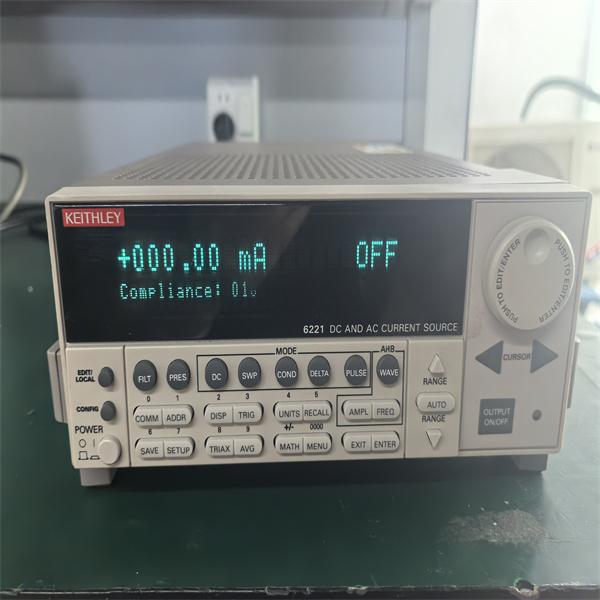 KEITHLEY
+000.00 mA OFF
Compliance: 010
6221 DC AND AC CURRENT SOURCE
PUSH TO EDIT/ENTER
PUSH TO EDIT/ENTER
CURSOR
MODE
AHB
EDIT/
LOCAL
FILT PRES DC SWP COND DELTA PULSE WAVE
RANGE
0 1 2 3 4 5
CONFIG
COMM ADDR DISP TRIG UNITS RECALL AMPL FREQ
AUTO
RANGE
OUTPUT
ON/OFF
POWER
6 7 8 9 +/- 0000
SAVE SETUP TRIAX AVG MATH MENU EXIT ENTER